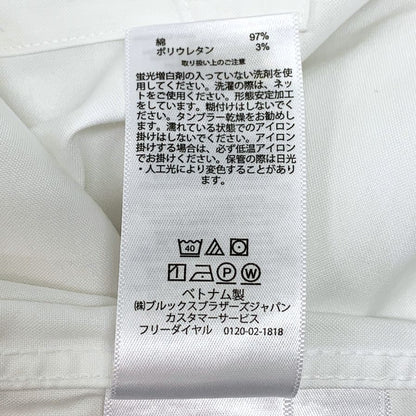 綿 97%
ポリウレタン 3%
取り扱い上のご注意
蛍光増白剤の入っていない洗剤を使
用してください。洗濯の際は、ネッ
トをご使用ください。形態安定加工
をしています。糊付けはしないでく
ださい。タンブラー乾燥をお勧めし
ます。濡れている状態でのアイロン
掛けはしないでください。アイロン
掛けする場合は、必ず低温アイロン
でお掛けください。保管の際は日光
・人工光により変色することがあり
ます。
40
P W
ベトナム製
㈱ブルックスブラザーズジャパン
カスタマーサービス
フリーダイヤル 0120-02-1818